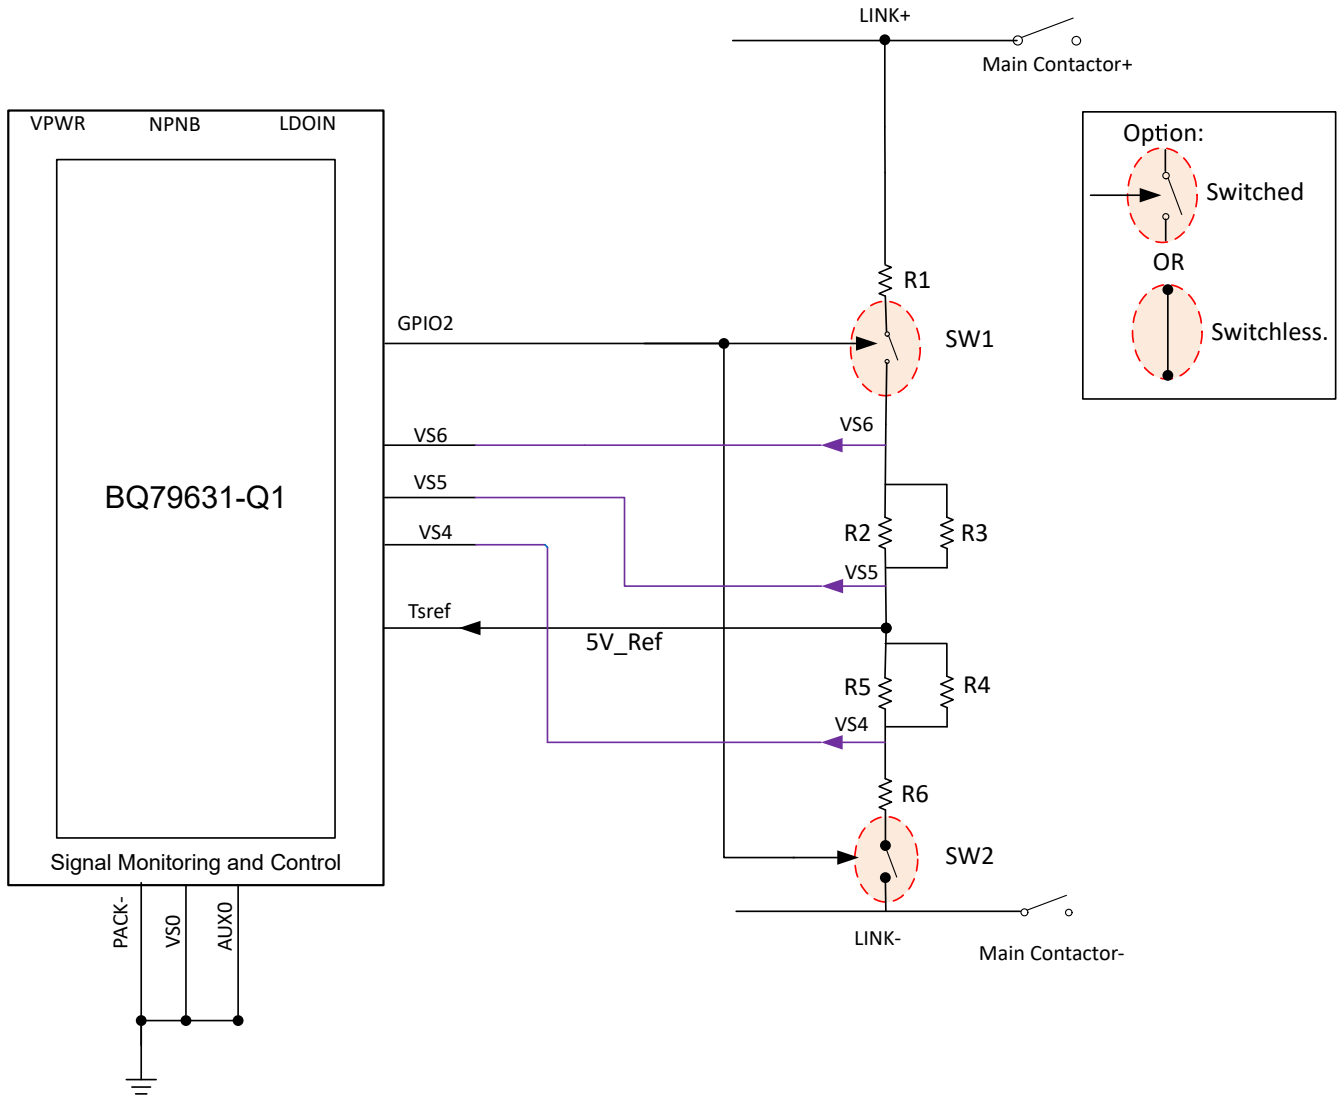 LINK+
Main Contactor+
VPWR
NPNB
LDOIN
Option:
Switched
OR
Switchless.
R1
GPIO2
SW1
VS6
VS6
VS5
BQ79631-Q1
VS4
R2
R3
VS5
Tsref
5V_Ref
R5
R4
VS4
R6
Signal Monitoring and Control
SW2
PACK-
VS0
AUX0
LINK-
Main Contactor-